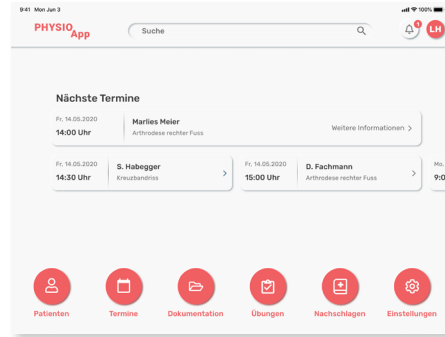 9:41 Mon Jun 3
100%
PHYSIO
App
Suche
LH
Nächste Termine
Fr, 14.05.2020
14:00 Uhr
Marlies Meier
Arthrodese rechter Fuss
Weitere Informationen
Fr, 14.05.2020
14:30 Uhr
S. Habegger
Kreuzbandriss
Fr, 14.05.2020
15:00 Uhr
D. Fachmann
Arthrodese rechter Fuss
Mo,
9:0
Patienten
Termine
Dokumentation
Übungen
Nachschlagen
Einstellungen